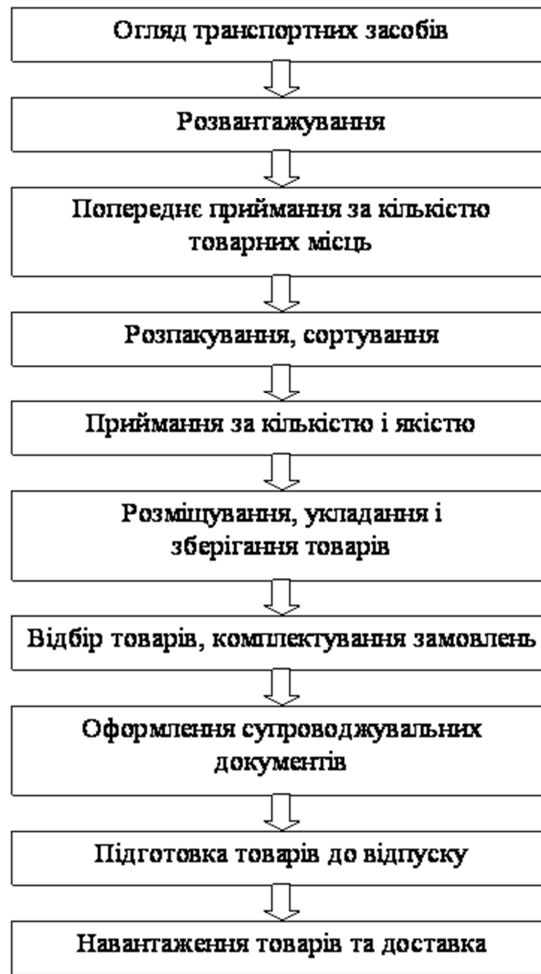 Огляд транспортних засобів
Розвантажування
Попереднє приймання за кількістю
товарних місць
Розпакування, сортування
Приймання за кількістю і якістю
Розміщування, укладання і
зберігання товарів
Відбір товарів, комплектування замовлень
Оформлення супроводжувальних
документів
Підготовка товарів до відпуску
Навантаження товарів та доставка